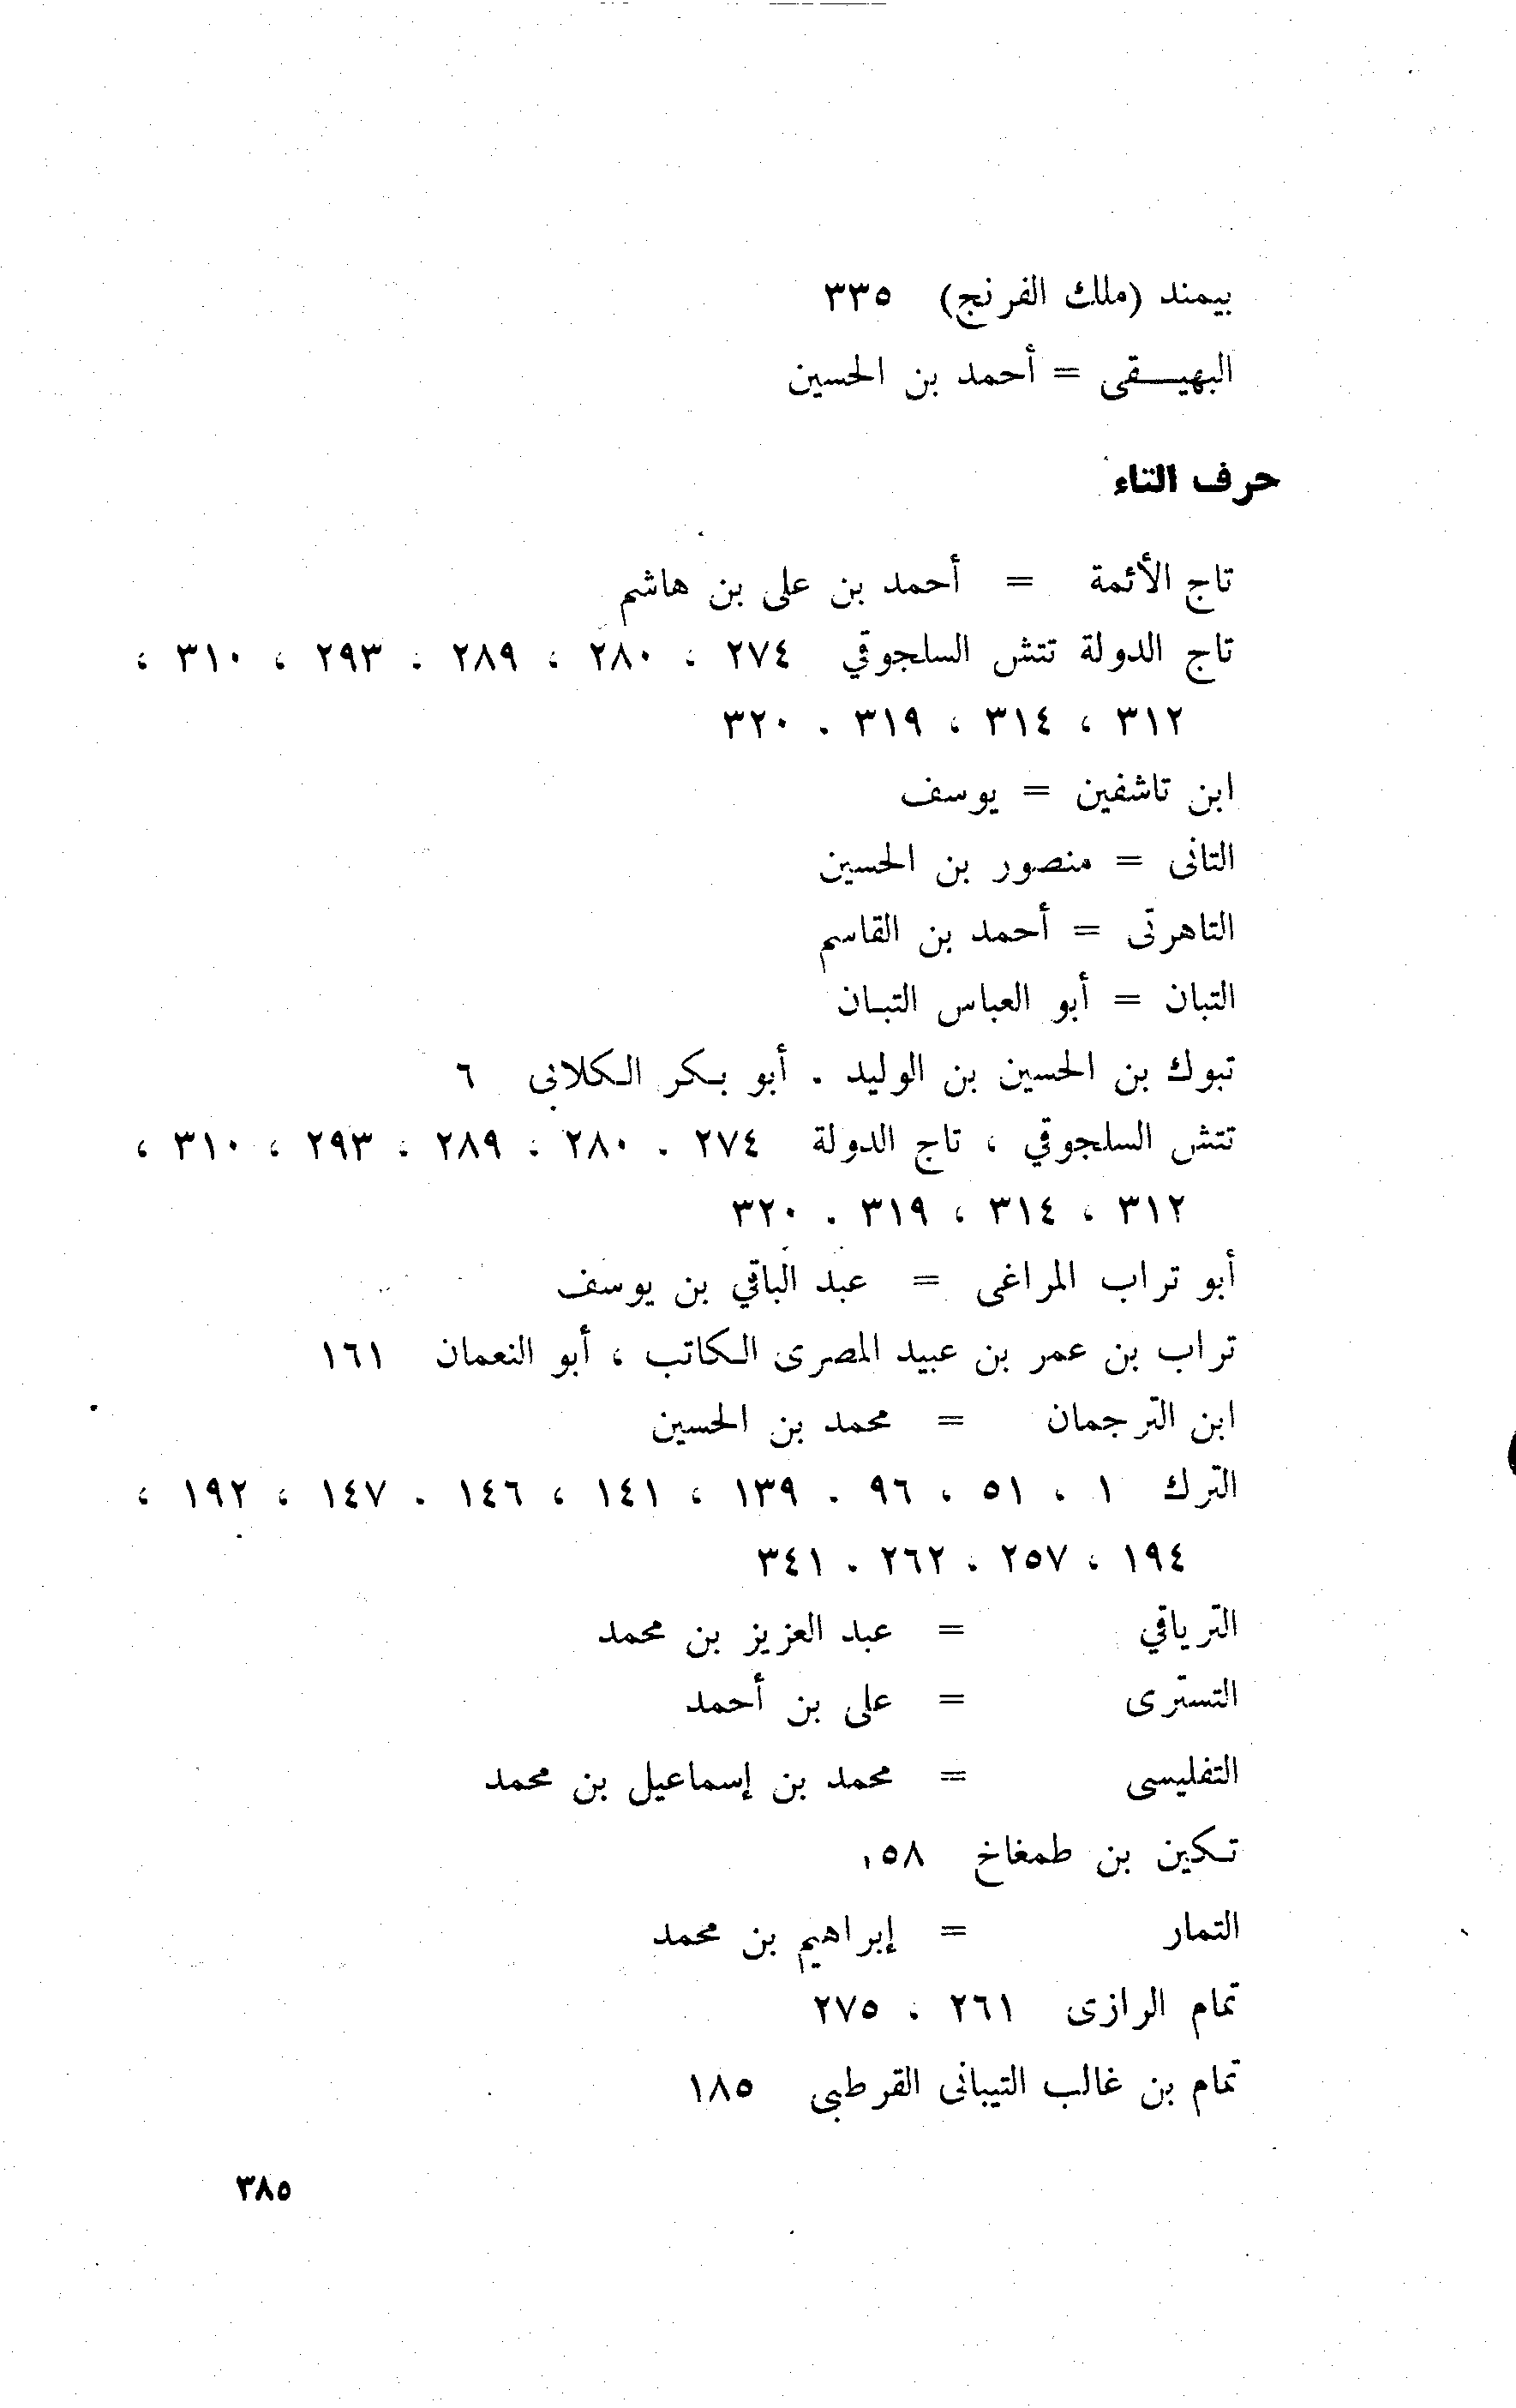 بيمند (ملك الفرنج) ٣٣٥
البهيـــقى = أحمد بن الحسين
حرف التاء
تاج الأئمة = أحمد بن على بن هاشم
تاج الدولة تتش السلجوقي ٢٧٤ ، ٢٨٠ ، ٢٨٩ ، ٢٩٣ ، ٣١٠ ،
٣١٢ ، ٣١٤ ، ٣١٩ ، ٣٢٠
ابن تاشفين = يوسف
التانى = منصور بن الحسين
التاهرتى = أحمد بن القاسم
التبان = أبو العباس التبـان
تبوك بن الحسين بن الوليد . أبو بـكر الـكلابى ٦
تتش السلجوقي ، تاج الدولة ٢٧٤ . ٢٨٠ ، ٢٨٩ ، ٢٩٣ ، ٣١٠ ،
٣١٢ ، ٣١٤ ، ٣١٩ . ٣٢٠
أبو تراب المراغى = عبد الباقي بن يوسف
تراب بن عمر بن عبيد المصرى الـكاتب ، أبو النعمان ١٦١
ابن الترجمان = محمد بن الحسين
الترك ١ ، ٥١ ، ٩٦ . ١٣٩ ، ١٤١ ، ١٤٦ . ١٤٧ ، ١٩٢ ،
١٩٤ ، ٢٥٧ ، ٢٦٢ . ٣٤١
الترياقي = عبد العزيز بن محمد
التسترى = على بن أحمد
التفليسى = محمد بن إسماعيل بن محمد
تـكين بن طمغاخ ١٥٨
التمار = إبراهيم بن محمد
تمام الرازى ٢٦١ ، ٢٧٥
تمام بن غالب التيبانى القرطبى ١٨٥
٣٨٥